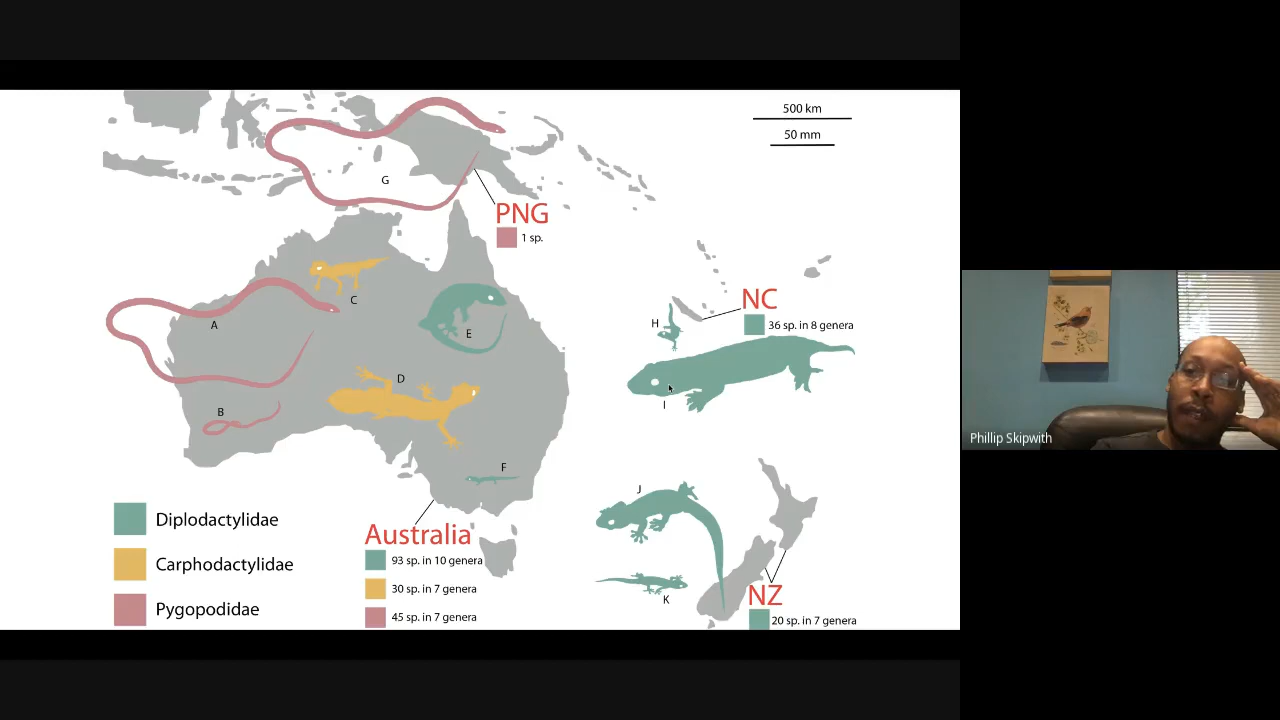 500 km
50 mm
G
PNG
1 sp.
C
A
E
NC
36 sp. in 8 genera
H
D
I
B
F
J
Diplodactylidae
Carphodactylidae
Pygopodidae
Australia
93 sp. in 10 genera
30 sp. in 7 genera
45 sp. in 7 genera
K
NZ
20 sp. in 7 genera
Phillip Skipwith